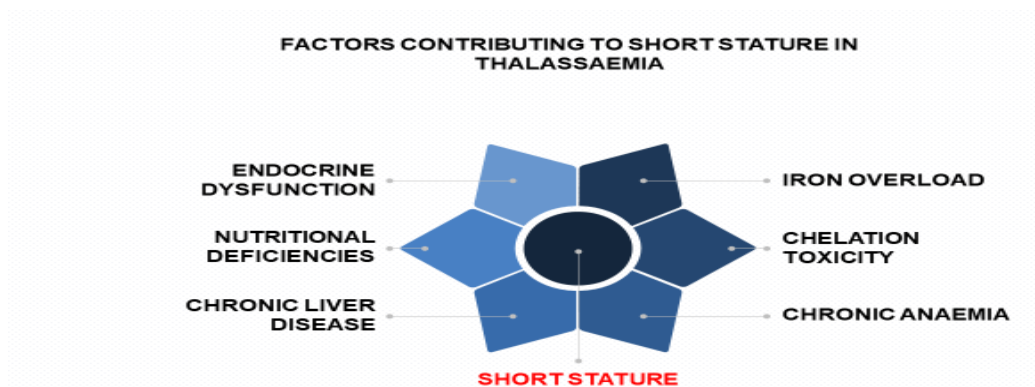 FACTORS CONTRIBUTING TO SHORT STATURE IN
THALASSAEMIA
ENDOCRINE
DYSFUNCTION
IRON OVERLOAD
NUTRITIONAL
DEFICIENCIES
CHELATION
TOXICITY
CHRONIC LIVER
DISEASE
CHRONIC ANAEMIA
SHORT STATURE